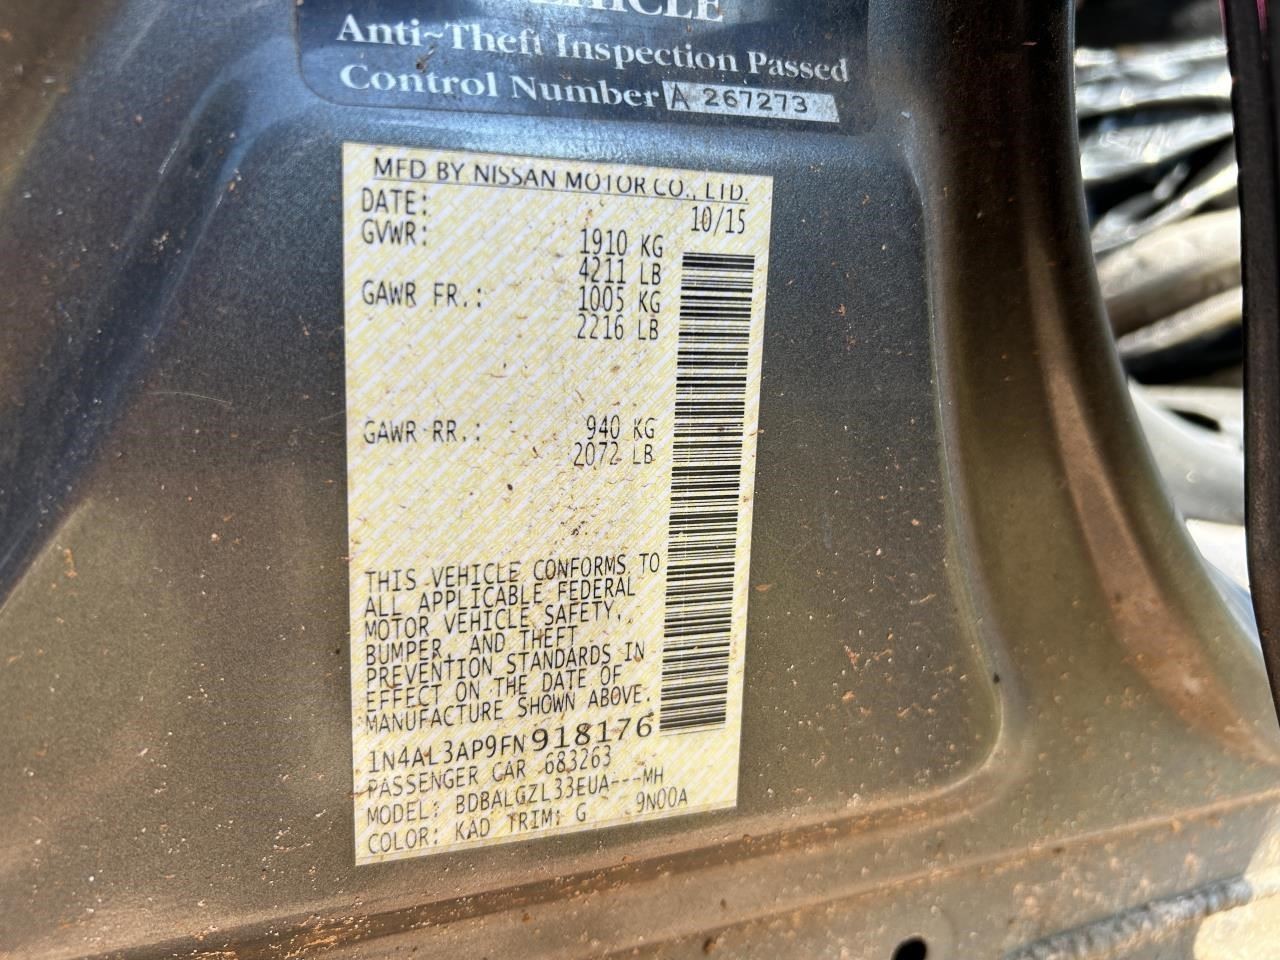 VEHICLE
Anti-Theft Inspection Passed
Control Number A 267273
MFD BY NISSAN MOTOR CO., LTD.
DATE: 10/15
GVWR: 1910 KG
4211 LB
GAWR FR.: 1005 KG
2216 LB
GAWR RR.: 940 KG
2072 LB
THIS VEHICLE CONFORMS TO
ALL APPLICABLE FEDERAL
MOTOR VEHICLE SAFETY,
BUMPER, AND THEFT
PREVENTION STANDARDS IN
EFFECT ON THE DATE OF
MANUFACTURE SHOWN ABOVE.
1N4AL3AP9FN918176
PASSENGER CAR 683263
MODEL: BDBALGZL33EUA---MH
COLOR: KAD TRIM: G 9N00A